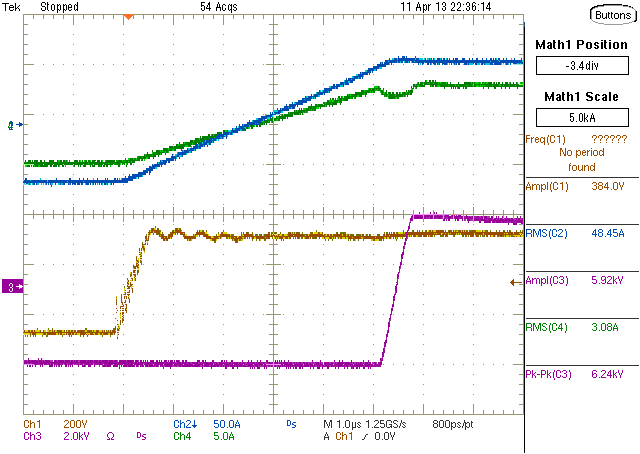 Tek Stopped 54 Acqs 11 Apr 13 22:36:14
Buttons
Math1 Position
-3.4div
Math1 Scale
5.0kA
Freq(C1) ??????
No period
found
Ampl(C1) 384.0V
RMS(C2) 48.45A
Ampl(C3) 5.92kV
RMS(C4) 3.08A
Pk-Pk(C3) 6.24kV
3
Ch1 200V Ch2↓ 50.0A Ds M 1.0µs 1.25GS/s 800ps/pt
Ch3 2.0kV Ω Ds Ch4 5.0A A Ch1 ∕ 0.0V